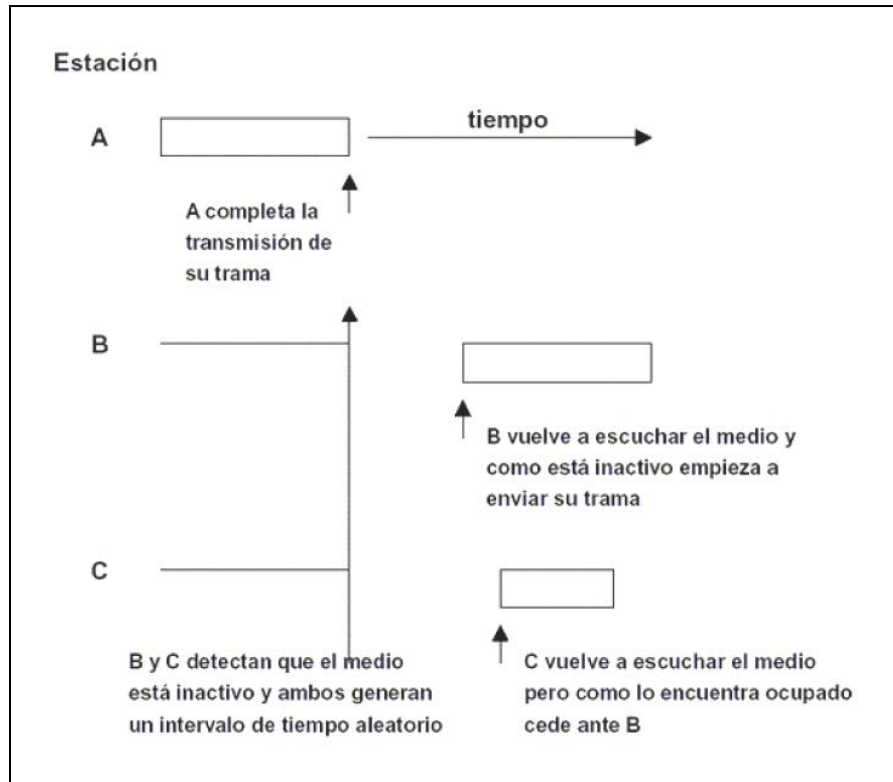 Estación
A
tiempo
A completa la
transmisión de
su trama
B
B vuelve a escuchar el medio y
como está inactivo empieza a
enviar su trama
C
B y C detectan que el medio
está inactivo y ambos generan
un intervalo de tiempo aleatorio
C vuelve a escuchar el medio
pero como lo encuentra ocupado
cede ante B